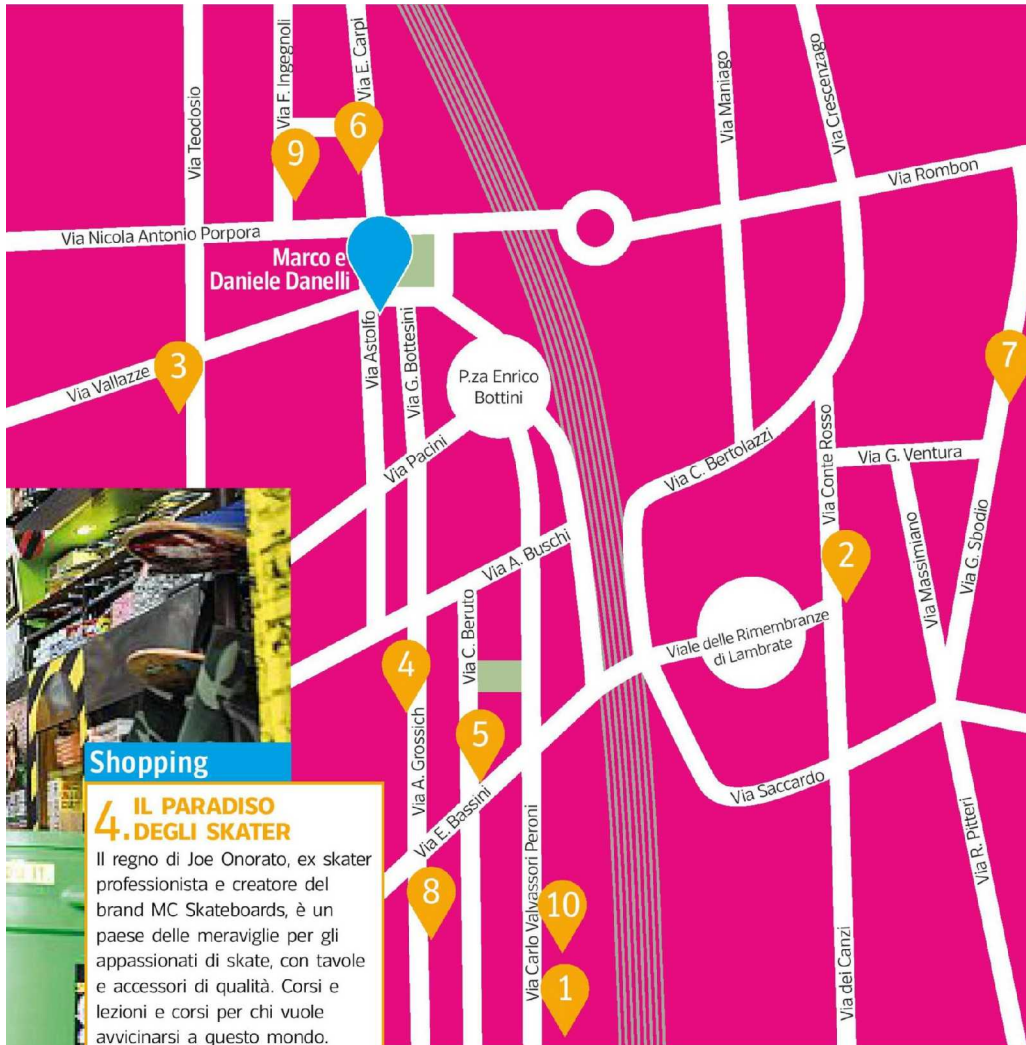 Via Teodosio
Via F. Ingegnoli
Via E. Carpi
Via Maniago
Via Crescenzago
6
9
Via Rombon
Via Nicola Antonio Porpora
Marco e
Daniele Danelli
Via Astolfo
Via G. Bottesini
3
Via Vallazze
P.za Enrico
Bottini
7
Via Pacini
Via C. Bertolazzi
Via Conte Rosso
Via G. Ventura
Via Massimiano
Via G. Sbodio
Via A. Buschi
2
Via C. Beruto
Viale delle Rimembranze
di Lambrate
4
5
Via A. Grossich
Via E. Bassini
Via Saccardo
Via R. Pitteri
8
10
1
Via Carlo Valvassori Peroni
Via dei Canzi
Shopping
4. IL PARADISO
DEGLI SKATER
Il regno di Joe Onorato, ex skater
professionista e creatore del
brand MC Skateboards, è un
paese delle meraviglie per gli
appassionati di skate, con tavole
e accessori di qualità. Corsi e
lezioni e corsi per chi vuole
avvicinarsi a questo mondo.